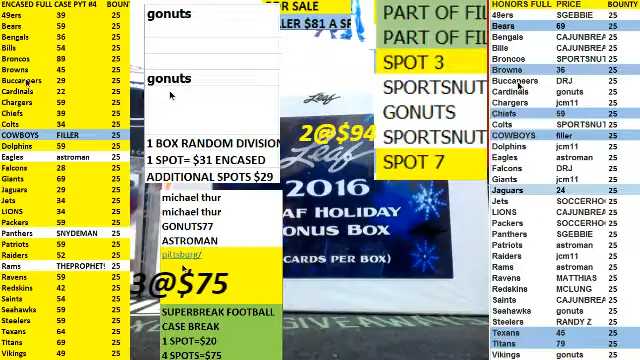 ENCASED FULL CASE PYT #4 BOUN
49ERS 59 25
Bears 59 25
Bengals 36 25
Bills 54 25
Broncos 89 25
Browns 45 25
Buccaneers 29 25
Cardinals 22 25
Chargers 59 25
Chiefs 59 25
Colts 34 25
COWBOYS FILLER 25
Dolphins 59 25
Eagles astroman 25
Falcons 28 25
Giants 69 25
Jaguars 29 25
Jets 34 25
LIONS 34 25
Packers 59 25
Panthers SNYDEMAN 25
Patriots 59 25
Raiders 52 25
Rams THEPROPHET 25
Ravens 59 25
Redskins 42 25
Saints 54 25
Seahawks 59 25
Steelers 59 25
Texans 64 25
Titans 64 25
Vikings 49 25
gonuts
gonuts
1 BOX RANDOM DIVISION
1 SPOT= $31 ENCASED
ADDITIONAL SPOTS $29
michael thur
michael thur
GONUTS77
ASTROMAN
pittsburg/
3@$75
SUPERBREAK FOOTBALL
CASE BREAK
1 SPOT=$20
4 SPOTS=$75
FOR SALE
LLER $81 A SP
Leaf
2@$94
Leaf
2016
AF HOLIDAY
ONUS BOX
CARDS PER BOX)
GIVEAWAY
PART OF FIL
PART OF FIL
SPOT 3
SPORTSNUT
GONUTS
SPORTSNUT
SPOT 7
HONORS FULL PRICE BOUNTY
49ers SGEBBIE 25
Bears 29 25
Bengals CAJUNBREA 25
Bills CAJUNBREA 25
Broncos SPORTSNU 25
Browns 36 25
Buccaneers DRJ 25
Cardinals gonuts 25
Chargers jcm11 25
Chiefs 59 25
Colts SPORTSNU 25
COWBOYS filler 25
Dolphins jcm11 25
Eagles astroman 25
Falcons DRJ 25
Giants jcm11 25
Jaguars 24 25
Jets SOCCERHO 25
LIONS CAJUNBREA 25
Packers SOCCERHO 25
Panthers SGEBBIE 25
Patriots astroman 25
Raiders jcm11 25
Rams astroman 25
Ravens MATTHIAS 25
Redskins MCLUNG 25
Saints CAJUNBREA 25
Seahawks gonuts 25
Steelers RANDY Z 25
Texans 45 25
Titans 79 25
Vikings gonuts 25